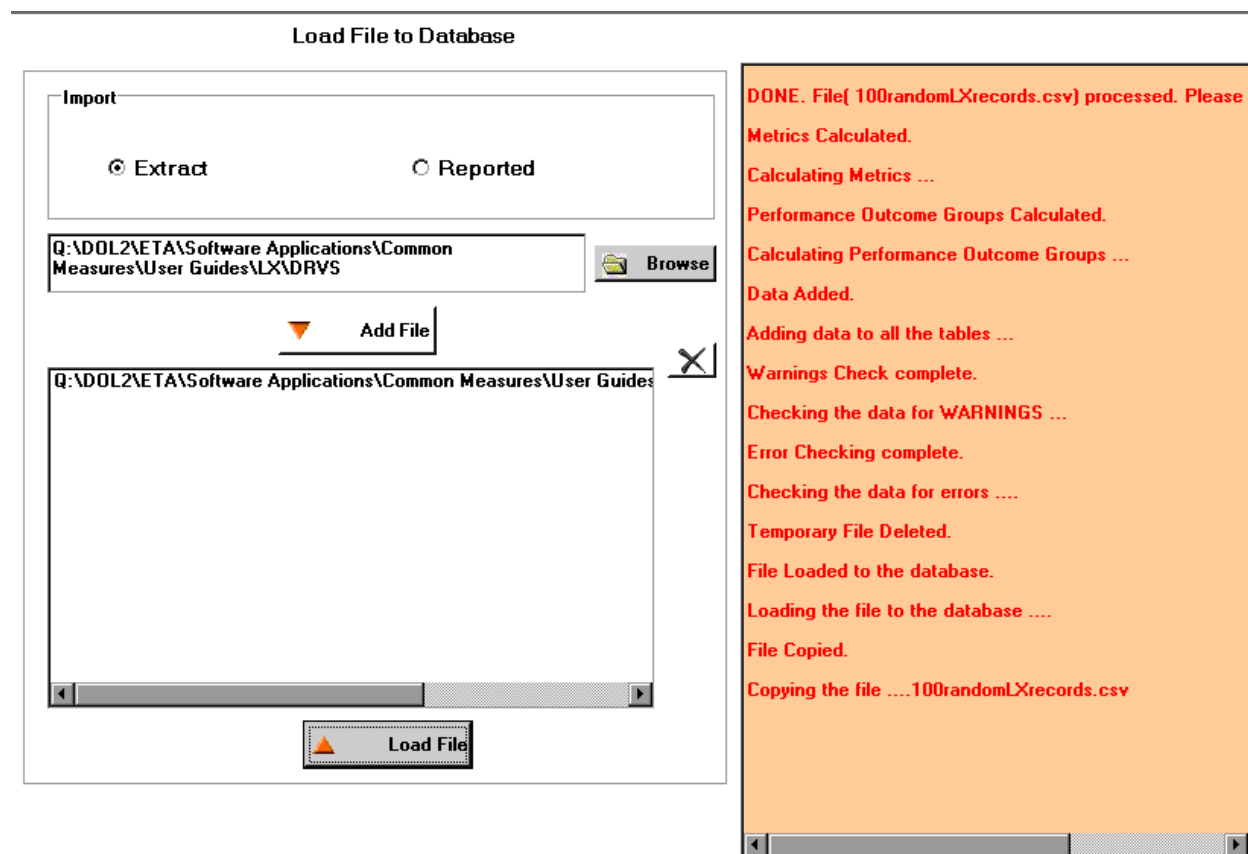 Load File to Database
Import
Extract
Reported
Q:\DOL2\ETA\Software Applications\Common
Measures\User Guides\LX\DRVS
Browse
Add File
Q:\DOL2\ETA\Software Applications\Common Measures\User Guides
Load File
DONE. File( 100randomLXrecords.csv) processed. Please
Metrics Calculated.
Calculating Metrics ...
Performance Outcome Groups Calculated.
Calculating Performance Outcome Groups ...
Data Added.
Adding data to all the tables ...
Warnings Check complete.
Checking the data for WARNINGS ...
Error Checking complete.
Checking the data for errors ....
Temporary File Deleted.
File Loaded to the database.
Loading the file to the database ....
File Copied.
Copying the file ....100randomLXrecords.csv